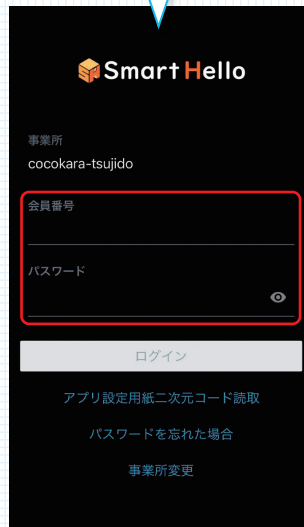 Smart Hello
事業所
cocokara-tsujido
会員番号
パスワード
ログイン
アプリ設定用紙二次元コード読取
パスワードを忘れた場合
事業所変更